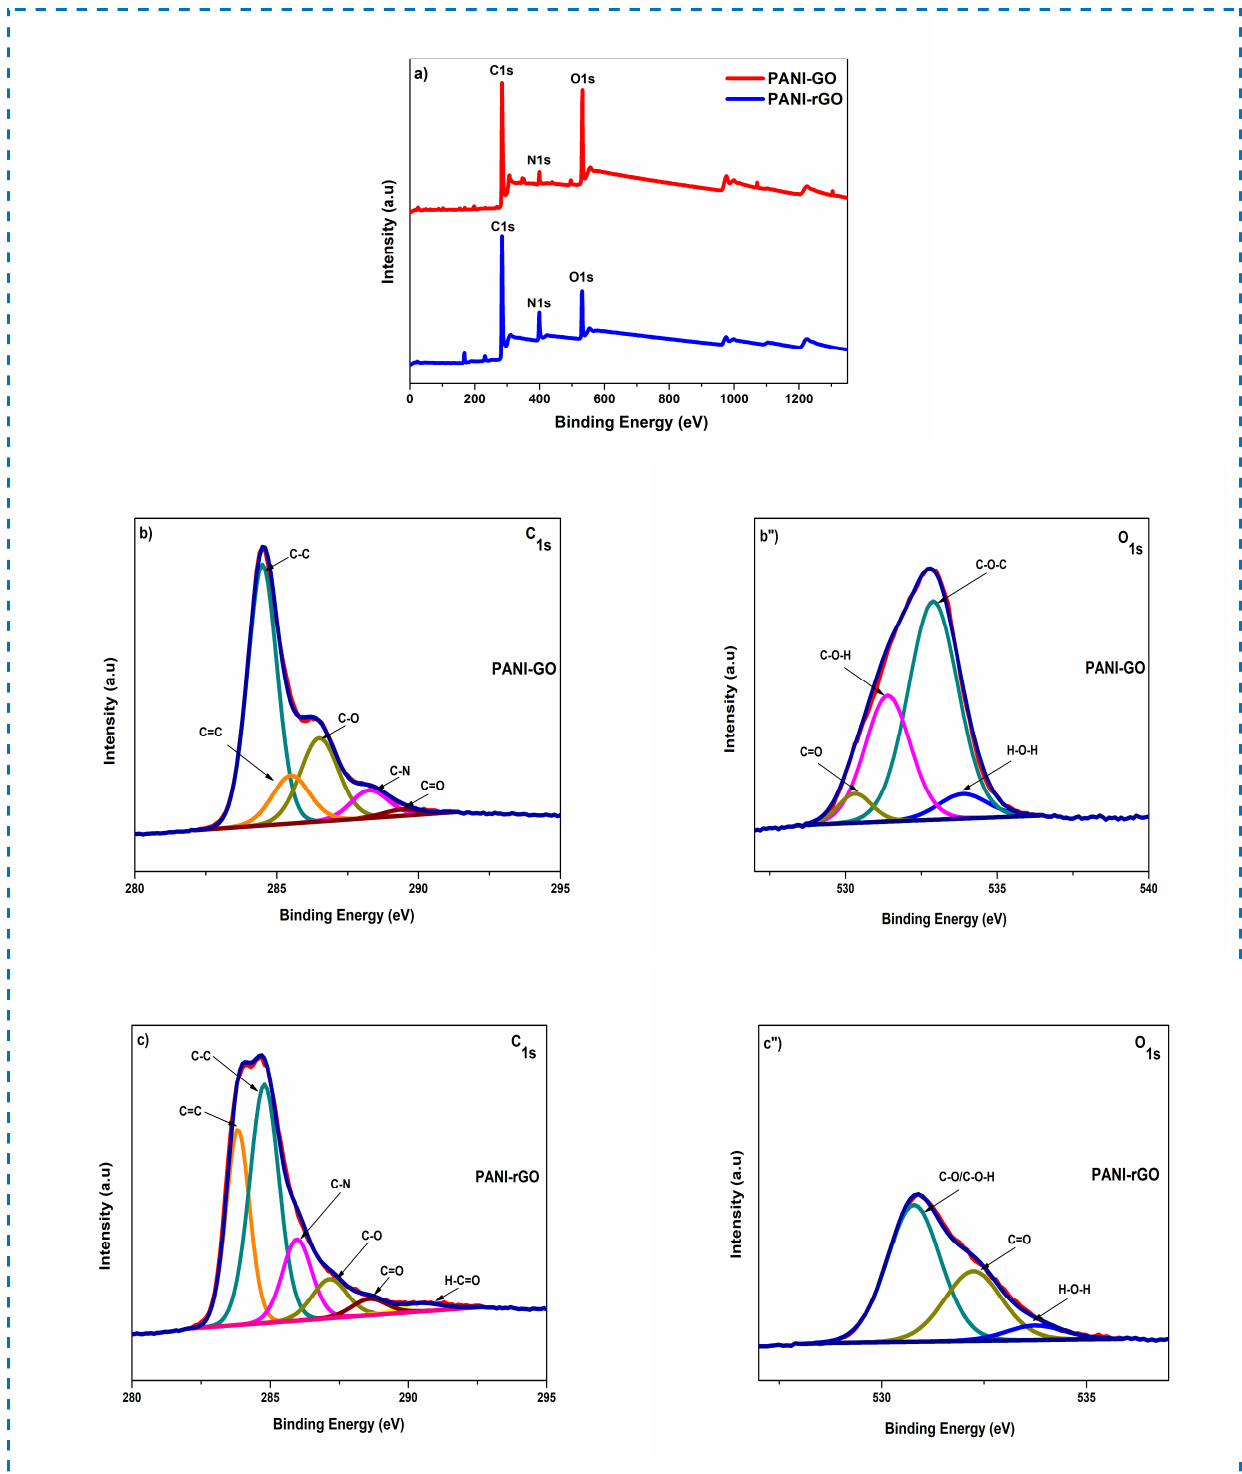 a)
C1s
O1s
N1s
PANI-GO
PANI-rGO
C1s
N1s
O1s
Intensity (a.u)
0 200 400 600 800 1000 1200
Binding Energy (eV)
b)
C1s
C-C
C=C
C-O
C-N
C=O
PANI-GO
Intensity (a.u)
280 285 290 295
Binding Energy (eV)
b")
O1s
C-O-C
C-O-H
C=O
H-O-H
PANI-GO
Intensity (a.u)
530 535 540
Binding Energy (eV)
c)
C1s
C-C
C=C
C-N
C-O
C=O
H-C=O
PANI-rGO
Intensity (a.u)
280 285 290 295
Binding Energy (eV)
c")
O1s
C-O/C-O-H
C=O
H-O-H
PANI-rGO
Intensity (a.u)
530 535
Binding Energy (eV)